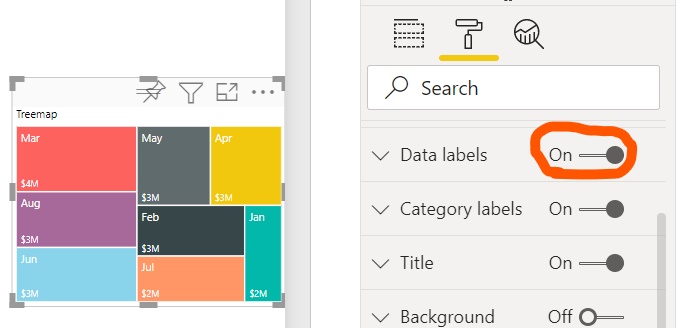 Treemap
Mar
$4M
Aug
$3M
Jun
$3M
May
$3M
Apr
$3M
Feb
$3M
Jul
$2M
Jan
$2M
Search
Data labels On
Category labels On
Title On
Background Off